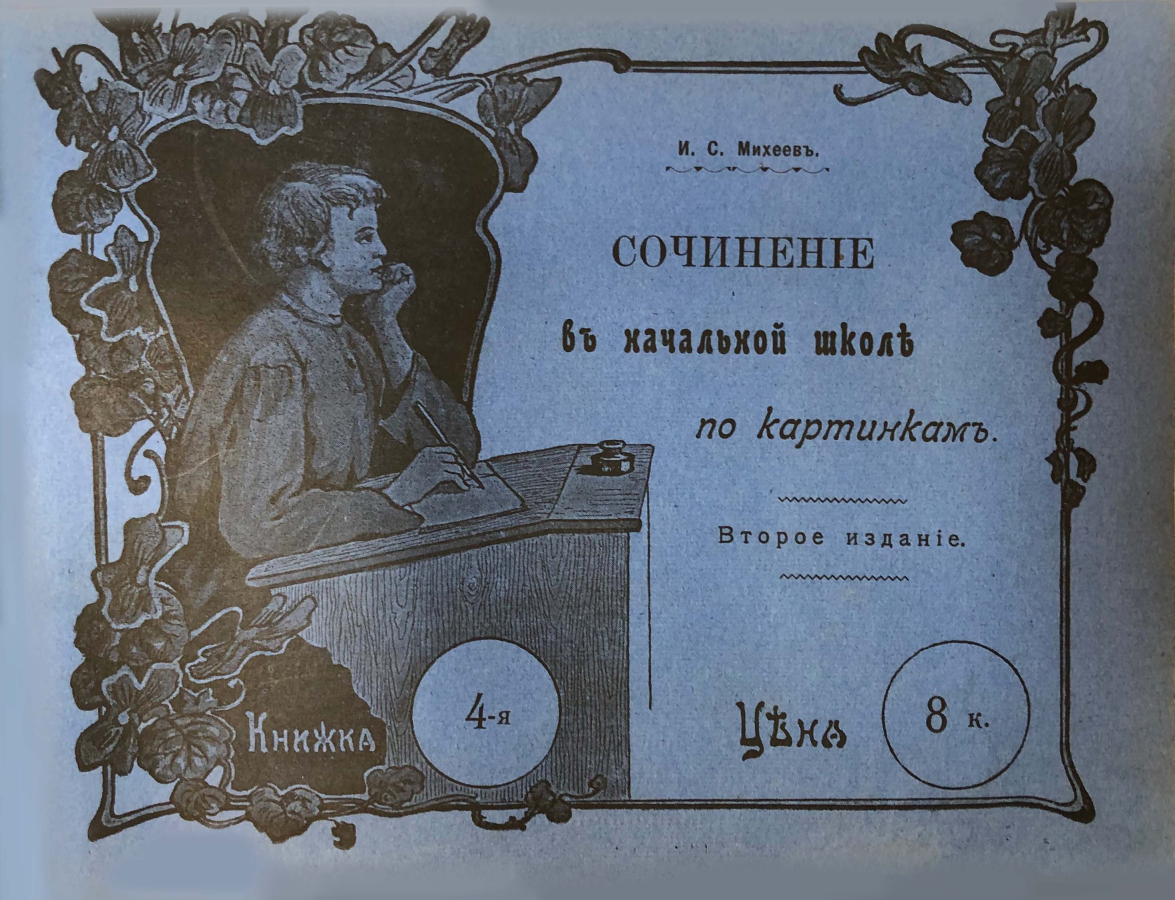 И. С. Михеевъ.
СОЧИНЕНІЕ
въ начальной школѣ
по картинкамъ.
Второе изданіе.
Книжка 4-я
Цѣна 8 к.